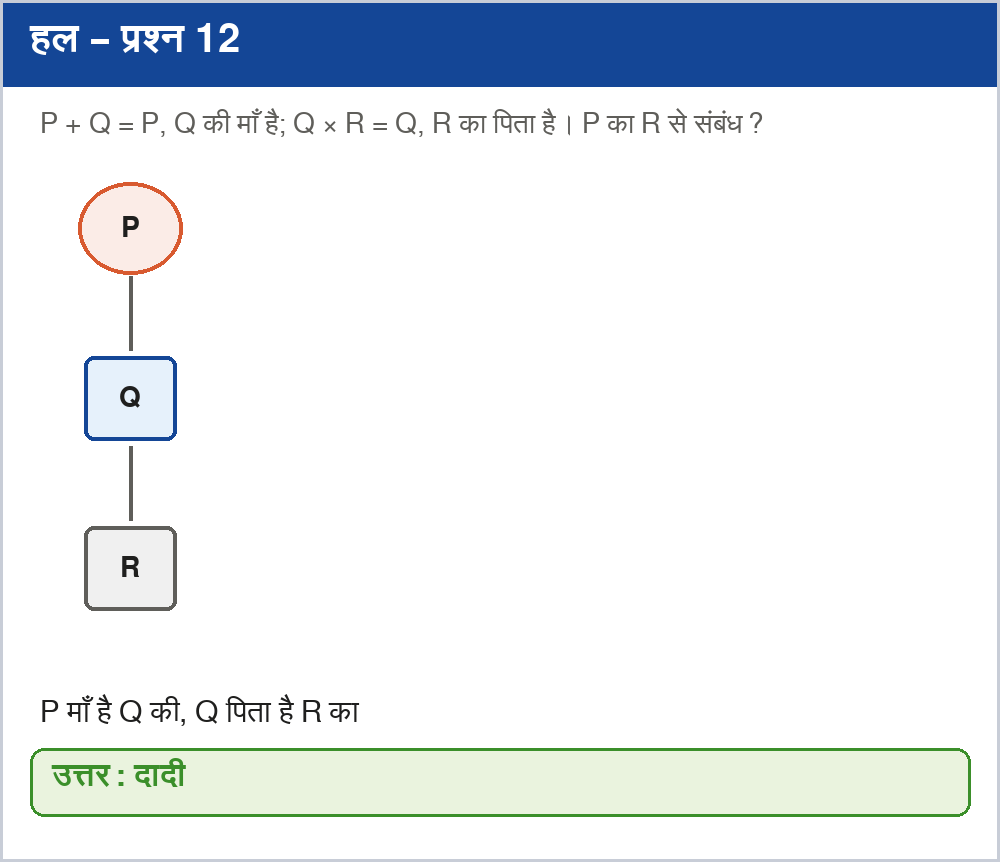 हल – प्रश्न 12
P + Q = P, Q की माँ है; Q × R = Q, R का पिता है। P का R से संबंध ?
P
Q
R
P माँ है Q की, Q पिता है R का
उत्तर : दादी